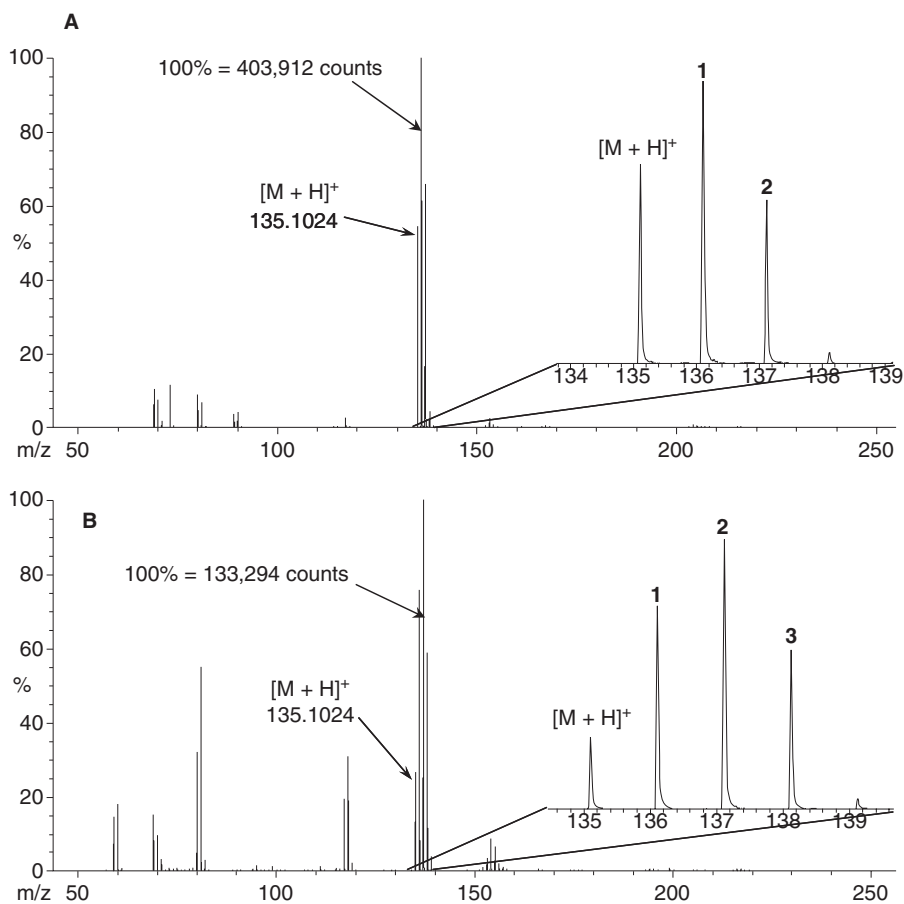 A
100
100% = 403,912 counts
1
80
[M + H]+
2
[M + H]+
60
135.1024
%
40
134 135 136 137 138 139
20
0
m/z 50 100 150 200 250
100
B
2
80
100% = 133,294 counts
1
60
3
%
[M + H]+
135.1024
[M + H]+
40
135 136 137 138 139
20
0
m/z 50 100 150 200 250